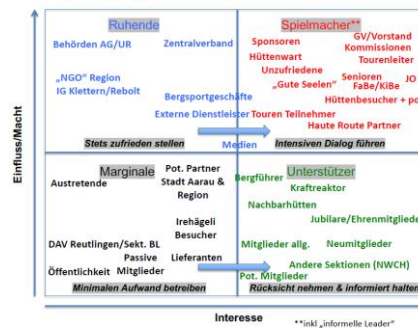 Einfluss/Macht
Ruhende
Behörden AG/UR
Zentralverband
„NGO" Region
IG Klettern/Rebolt
Bergsportgeschäfte
Externe Dienstleister
Medien
Stets zufrieden stellen
Spielmacher**
Sponsoren
GV/Vorstand
Kommissionen
Hüttenwart
Tourenleiter
Unzufriedene
Senioren
JO
„Gute Seelen"
FaBe/KiBe
Hüttenbesucher + pot
Touren Teilnehmer
Haute Route Partner
Intensiven Dialog führen
Marginale
Pot. Partner
Stadt Aarau &
Region
Austretende
Irehägeli
Besucher
DAV Reutlingen/Sekt. BL
Passive
Mitglieder
Lieferanten
Öffentlichkeit
Minimalen Aufwand betreiben
Unterstützer
Bergführer
Kraftreaktor
Nachbarhütten
Jubilare/Ehrenmitglieder
Mitglieder allg.
Neumitglieder
Andere Sektionen (NWCH)
Pot. Mitglieder
Rücksicht nehmen & informiert halten
Interesse
**inkl „informelle Leader"